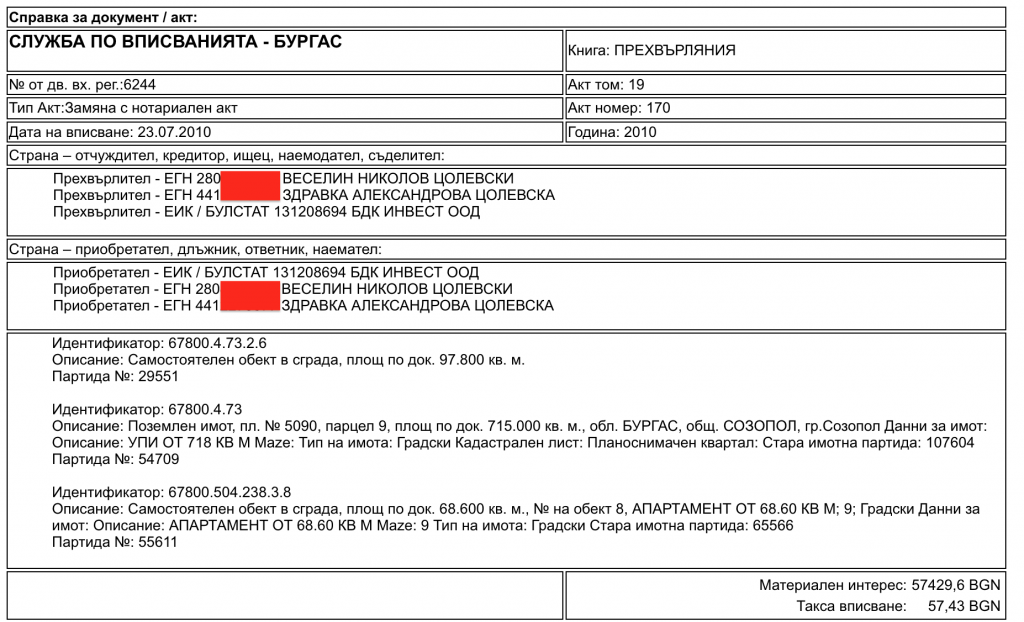 Справка за документ / акт:
СЛУЖБА ПО ВПИСВАНИЯТА - БУРГАС
Книга: ПРЕХВЪРЛЯНИЯ
№ от дв. вх. рег.:6244
Акт том: 19
Тип Акт:Замяна с нотариален акт
Акт номер: 170
Дата на вписване: 23.07.2010
Година: 2010
Страна – отчуждител, кредитор, ищец, наемодател, съделител:
Прехвърлител - ЕГН 280 ВЕСЕЛИН НИКОЛОВ ЦОЛЕВСКИ
Прехвърлител - ЕГН 441 ЗДРАВКА АЛЕКСАНДРОВА ЦОЛЕВСКА
Прехвърлител - ЕИК / БУЛСТАТ 131208694 БДК ИНВЕСТ ООД
Страна – приобретател, длъжник, ответник, наемател:
Приобретател - ЕИК / БУЛСТАТ 131208694 БДК ИНВЕСТ ООД
Приобретател - ЕГН 280 ВЕСЕЛИН НИКОЛОВ ЦОЛЕВСКИ
Приобретател - ЕГН 441 ЗДРАВКА АЛЕКСАНДРОВА ЦОЛЕВСКА
Идентификатор: 67800.4.73.2.6
Описание: Самостоятелен обект в сграда, площ по док. 97.800 кв. м.
Партида №: 29551
Идентификатор: 67800.4.73
Описание: Поземлен имот, пл. № 5090, парцел 9, площ по док. 715.000 кв. м., обл. БУРГАС, общ. СОЗОПОЛ, гр.Созопол Данни за имот:
Описание: УПИ ОТ 718 КВ М Maze: Тип на имота: Градски Кадастрален лист: Планоснимачен квартал: Стара имотна партида: 107604
Партида №: 54709
Идентификатор: 67800.504.238.3.8
Описание: Самостоятелен обект в сграда, площ по док. 68.600 кв. м., № на обект 8, АПАРТАМЕНТ ОТ 68.60 КВ М; 9; Градски Данни за
имот: Описание: АПАРТАМЕНТ ОТ 68.60 КВ М Maze: 9 Тип на имота: Градски Стара имотна партида: 65566
Партида №: 55611
Материален интерес: 57429,6 BGN
Такса вписване: 57,43 BGN